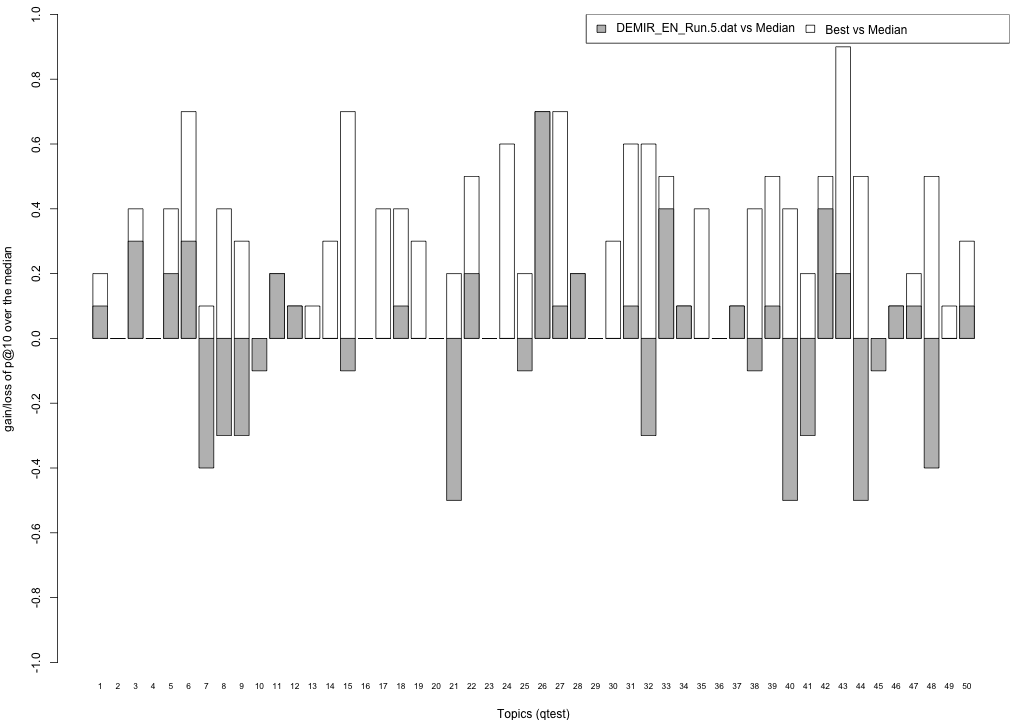 DEMIR_EN_Run.5.dat vs Median Best vs Median
gain/loss of p@10 over the median
1.0
0.8
0.6
0.4
0.2
0.0
-0.2
-0.4
-0.6
-0.8
-1.0
1 2 3 4 5 6 7 8 9 10 11 12 13 14 15 16 17 18 19 20 21 22 23 24 25 26 27 28 29 30 31 32 33 34 35 36 37 38 39 40 41 42 43 44 45 46 47 48 49 50
Topics (qtest)